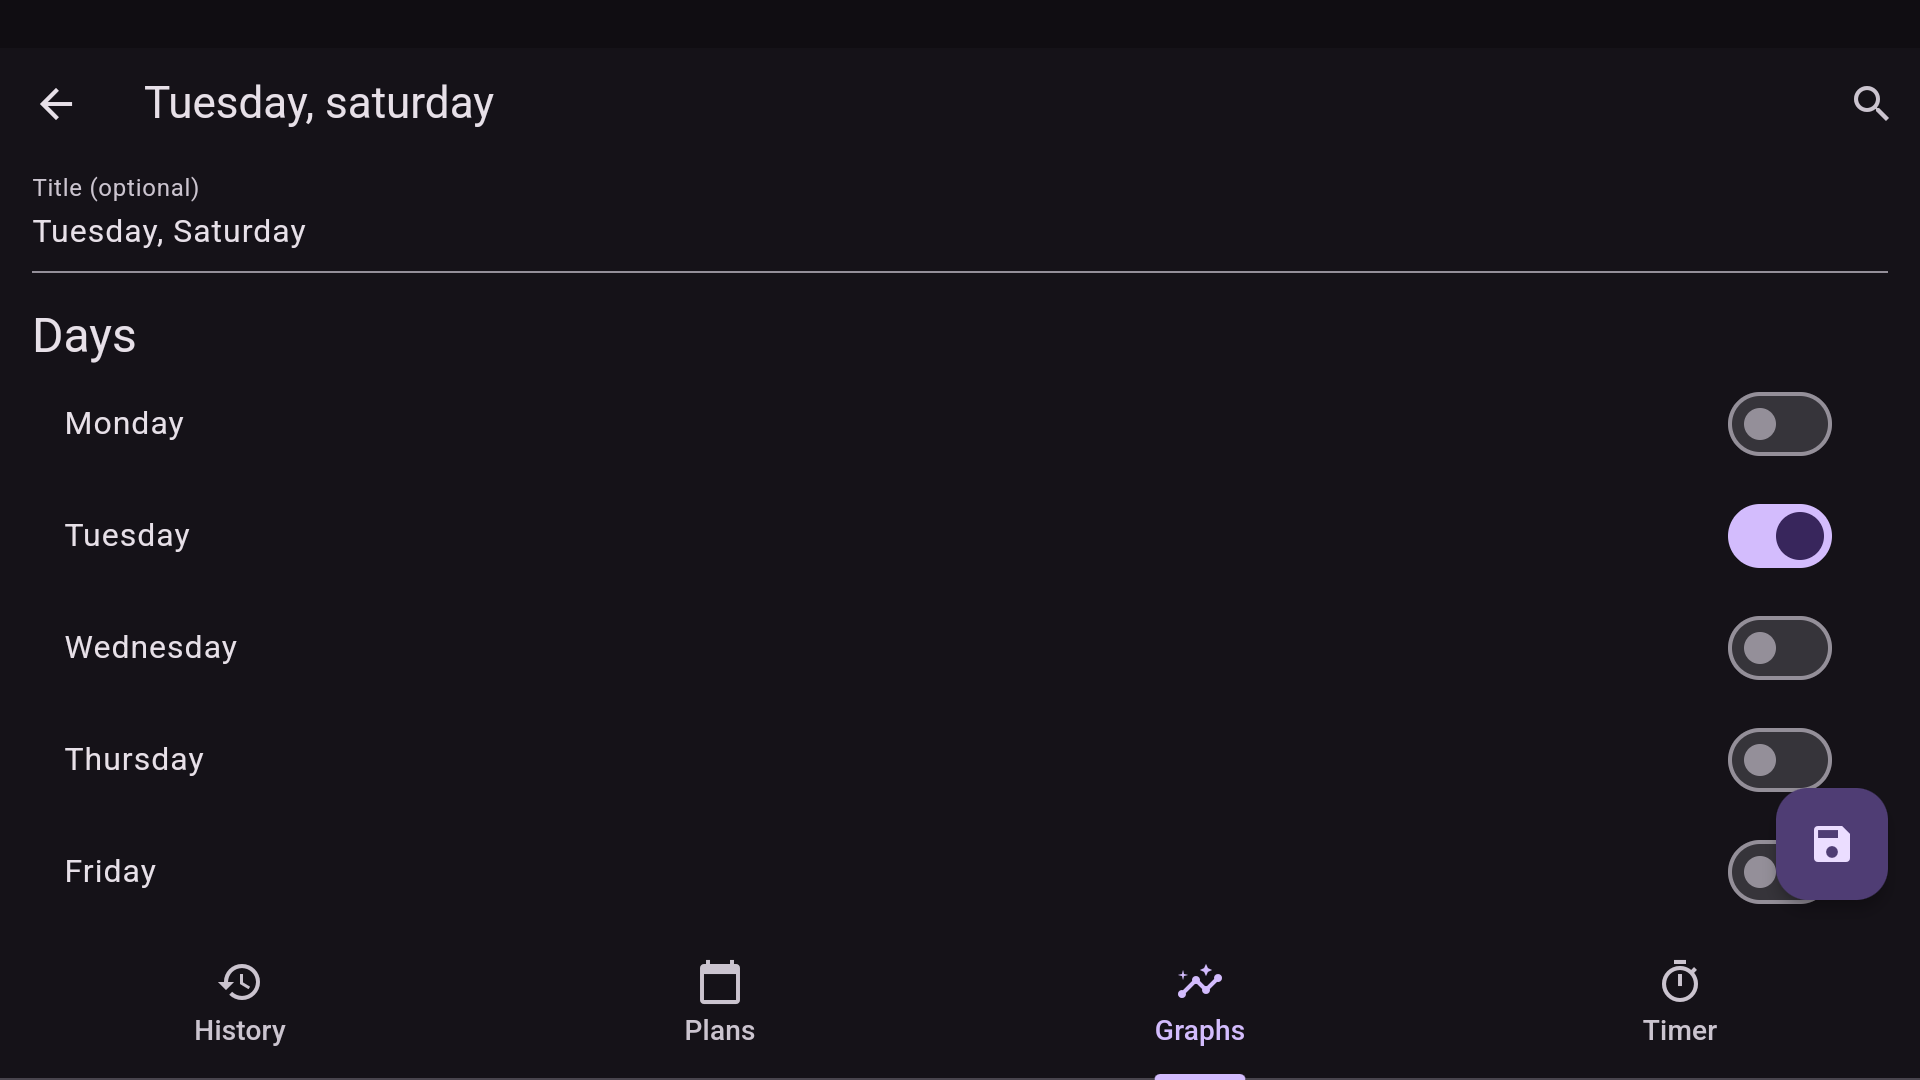 Tuesday, saturday
Title (optional)
Tuesday, Saturday
Days
Monday
Tuesday
Wednesday
Thursday
Friday
History
Plans
Graphs
Timer